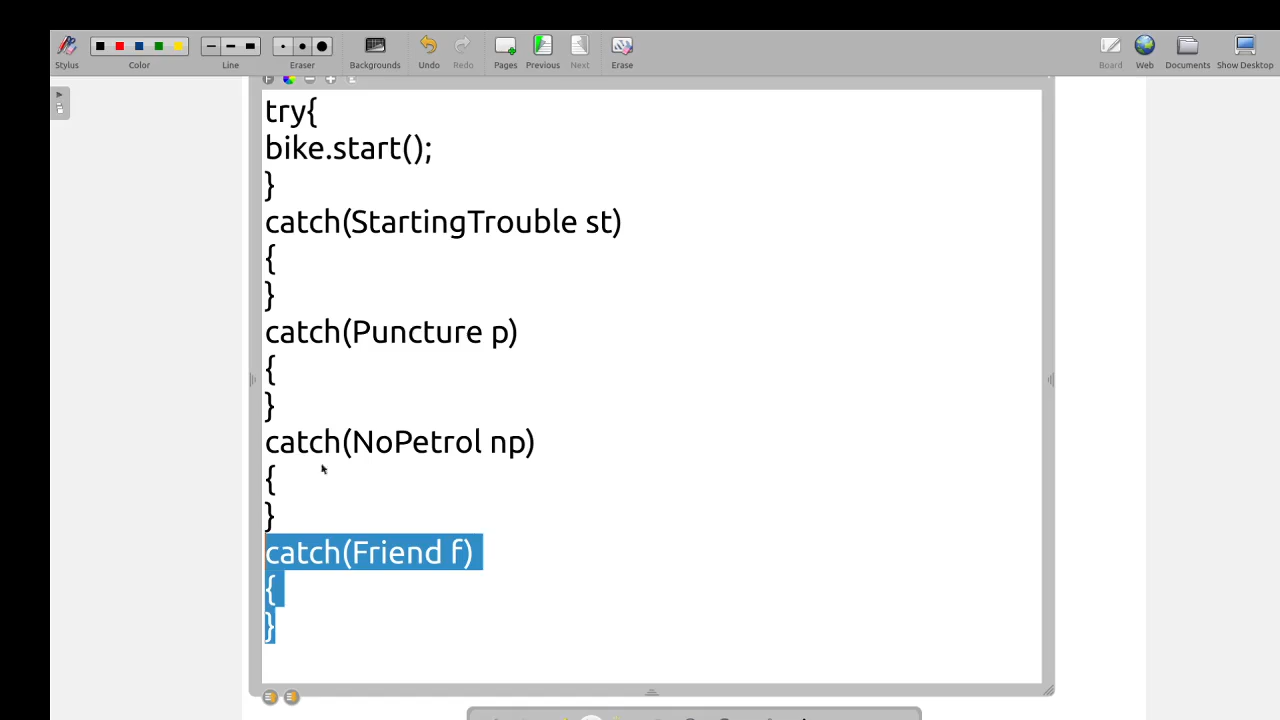 Stylus
Color
Line
Eraser
Backgrounds
Undo
Redo
Pages
Previous
Next
Erase
Board
Web
Documents
Show Desktop
try{
bike.start();
}
catch(StartingTrouble st)
{
}
catch(Puncture p)
{
}
catch(NoPetrol np)
{
}
catch(Friend f)
{
}